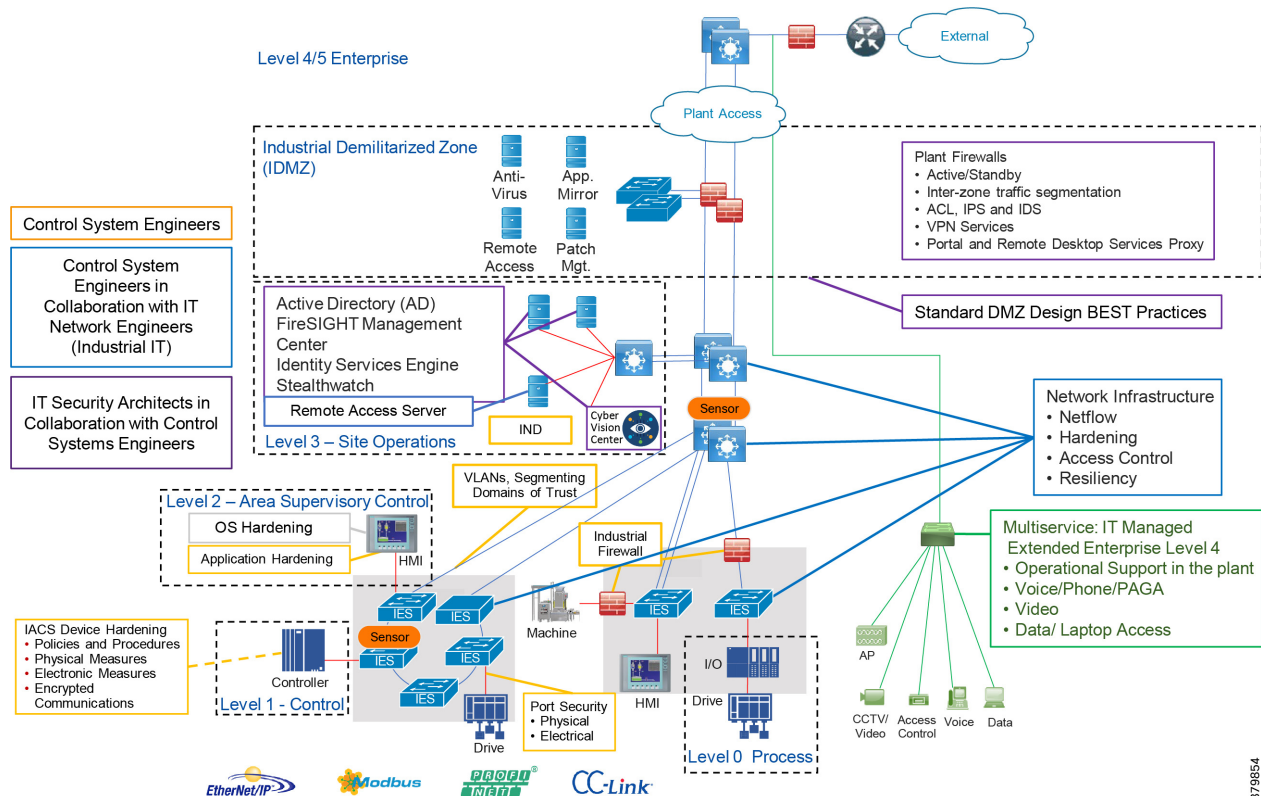 External
Level 4/5 Enterprise
Plant Access
Industrial Demilitarized Zone
(IDMZ)
Anti-
Virus
App.
Mirror
Remote
Access
Patch
Mgt.
Plant Firewalls
• Active/Standby
• Inter-zone traffic segmentation
• ACL, IPS and IDS
• VPN Services
• Portal and Remote Desktop Services Proxy
Standard DMZ Design BEST Practices
Control System Engineers
Control System
Engineers in
Collaboration with IT
Network Engineers
(Industrial IT)
IT Security Architects in
Collaboration with Control
Systems Engineers
Active Directory (AD)
FireSIGHT Management
Center
Identity Services Engine
Stealthwatch
Remote Access Server
Level 3 – Site Operations
IND
Cyber
Vision
Center
Sensor
Network Infrastructure
• Netflow
• Hardening
• Access Control
• Resiliency
VLANs, Segmenting
Domains of Trust
Level 2 – Area Supervisory Control
OS Hardening
Application Hardening
HMI
Industrial
Firewall
Multiservice: IT Managed
Extended Enterprise Level 4
• Operational Support in the plant
• Voice/Phone/PAGA
• Video
• Data/ Laptop Access
IES
IES
IES
IES
IES
IES
IES
Sensor
Machine
IACS Device Hardening
• Policies and Procedures
• Physical Measures
• Electronic Measures
• Encrypted
Communications
Controller
Level 1 - Control
Drive
Port Security
• Physical
• Electrical
HMI
I/O
Drive
Level 0 Process
AP
CCTV/
Video
Access
Control
Voice
Data
EtherNet/IP
Modbus
PROFI
NET®
CC-Link
379854